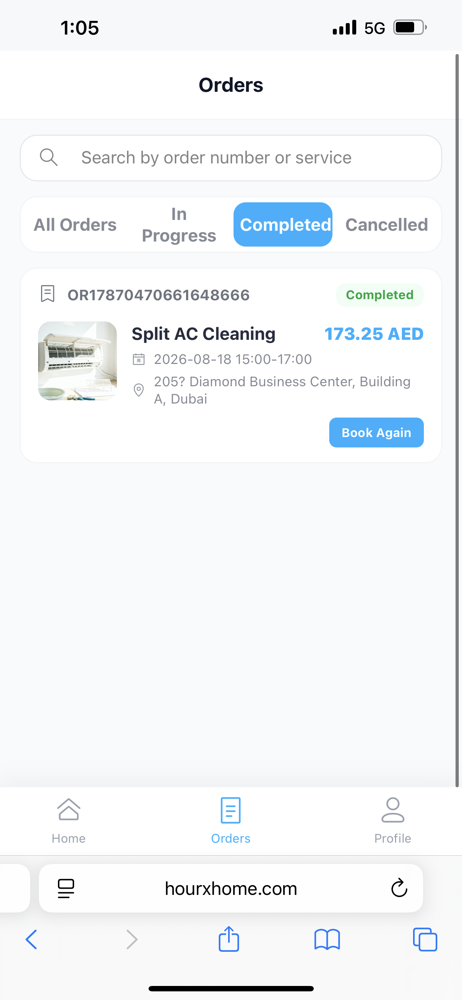 1:05
5G
Orders
Search by order number or service
All Orders
In
Progress
Completed
Cancelled
OR17870470661648666
Completed
Split AC Cleaning
173.25 AED
周
2026-08-18 15:00-17:00
205? Diamond Business Center, Building
A, Dubai
Book Again
Home
Orders
Profile
hourxhome.com